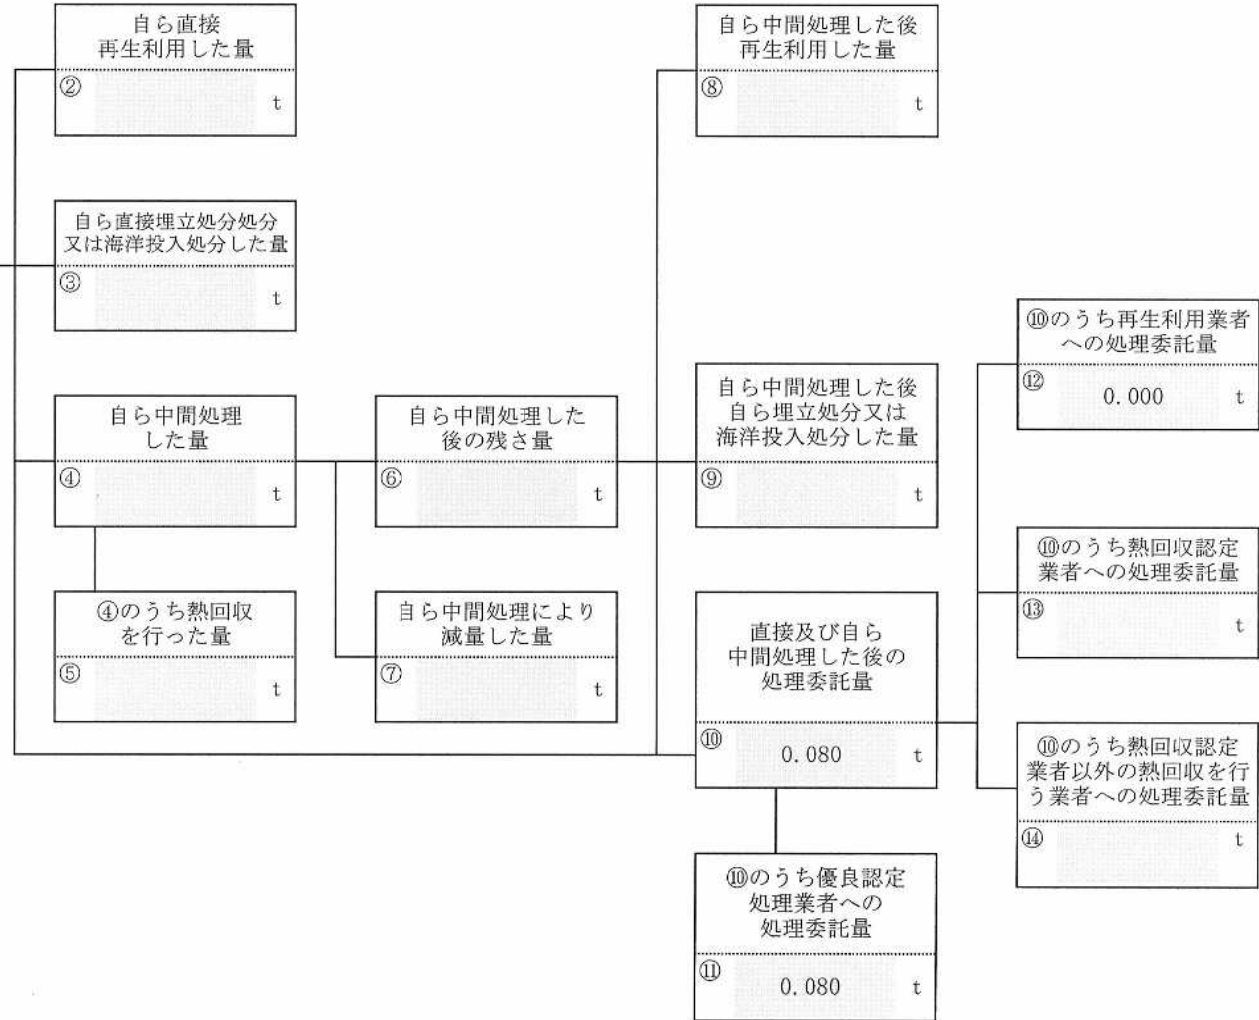 自ら直接
再生利用した量
②
t
自ら直接埋立処分処分
又は海洋投入処分した量
③
t
自ら中間処理
した量
④
t
④のうち熱回収
を行った量
⑤
t
自ら中間処理した
後の残さ量
⑥
t
自ら中間処理により
減量した量
⑦
t
自ら中間処理した後
再生利用した量
⑧
t
自ら中間処理した後
自ら埋立処分又は
海洋投入処分した量
⑨
t
直接及び自ら
中間処理した後の
処理委託量
⑩ 0.080 t
⑩のうち優良認定
処理業者への
処理委託量
⑪ 0.080 t
⑩のうち再生利用業者
への処理委託量
⑫ 0.000 t
⑩のうち熱回収認定
業者への処理委託量
⑬
t
⑩のうち熱回収認定
業者以外の熱回収を行
う業者への処理委託量
⑭
t